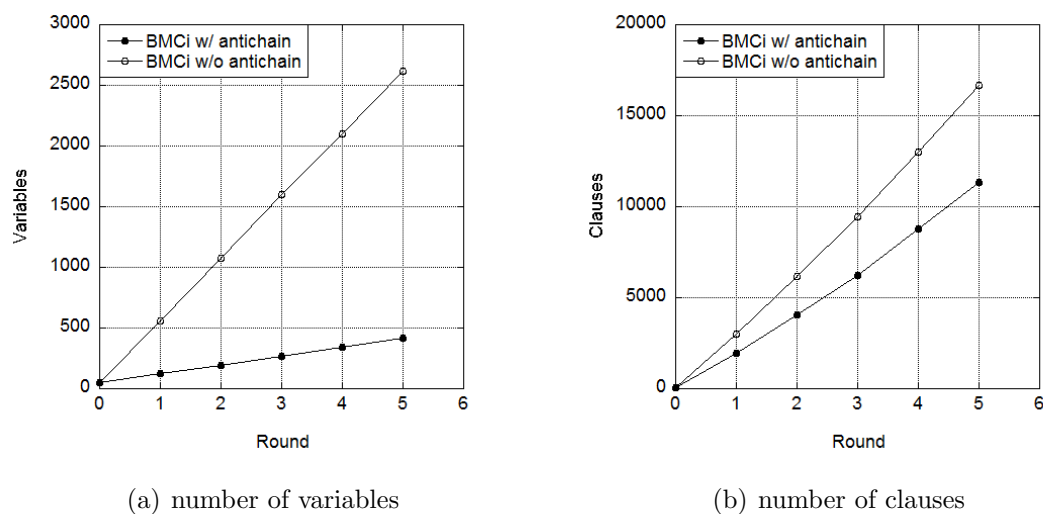 3000
2500
2000
1500
1000
500
0
Variables
BMCi w/ antichain
BMCi w/o antichain
0 1 2 3 4 5 6
Round
(a) number of variables
20000
15000
10000
5000
0
Clauses
BMCi w/ antichain
BMCi w/o antichain
0 1 2 3 4 5 6
Round
(b) number of clauses